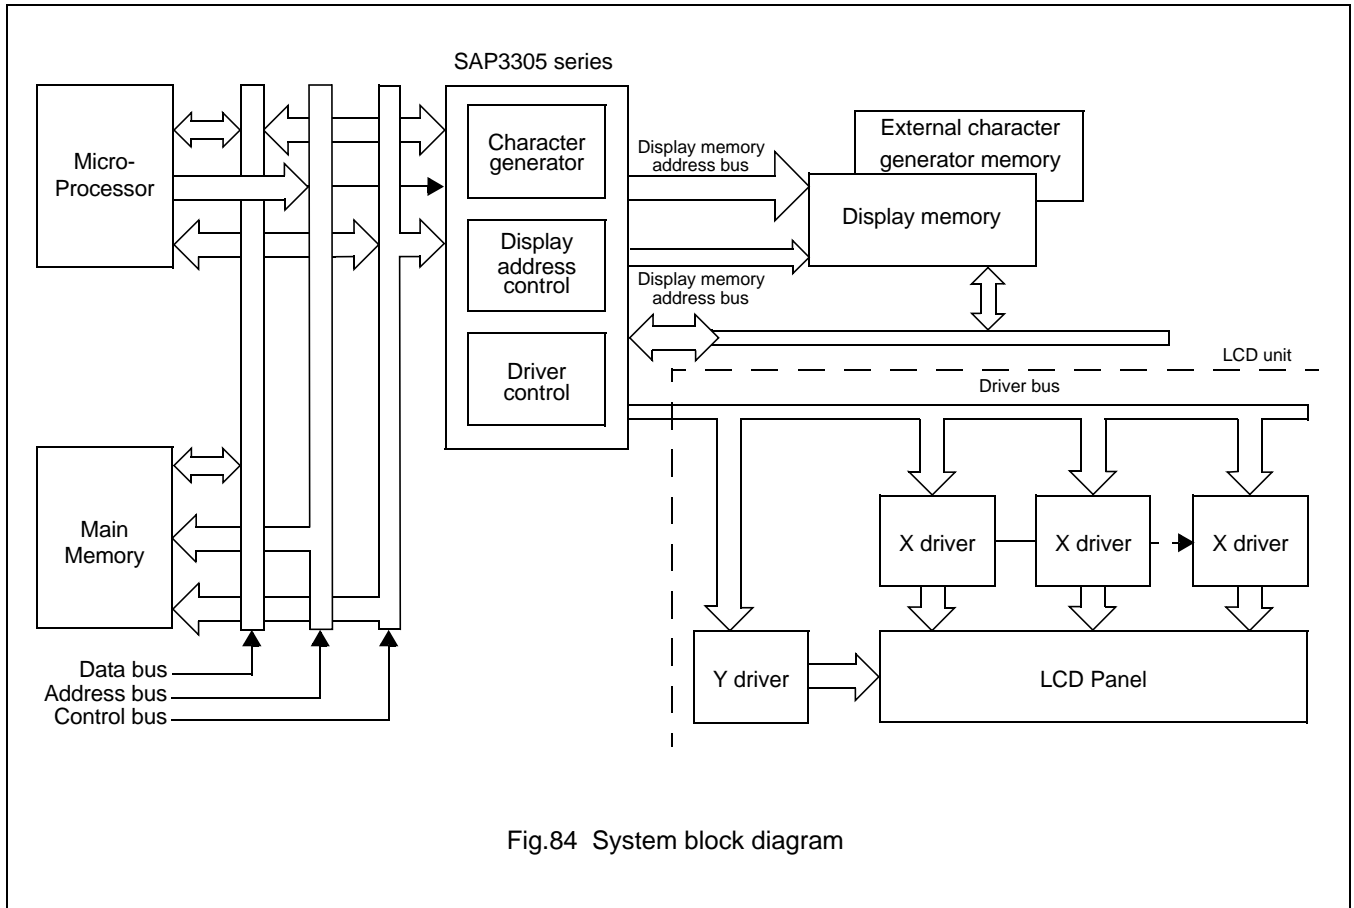 SAP3305 series
Micro-
Processor
Character
generator
Display memory
address bus
External character
generator memory
Display memory
Display
address
control
Display memory
address bus
Driver
control
LCD unit
Driver bus
Main
Memory
X driver
X driver
X driver
Data bus
Address bus
Control bus
Y driver
LCD Panel
Fig.84 System block diagram